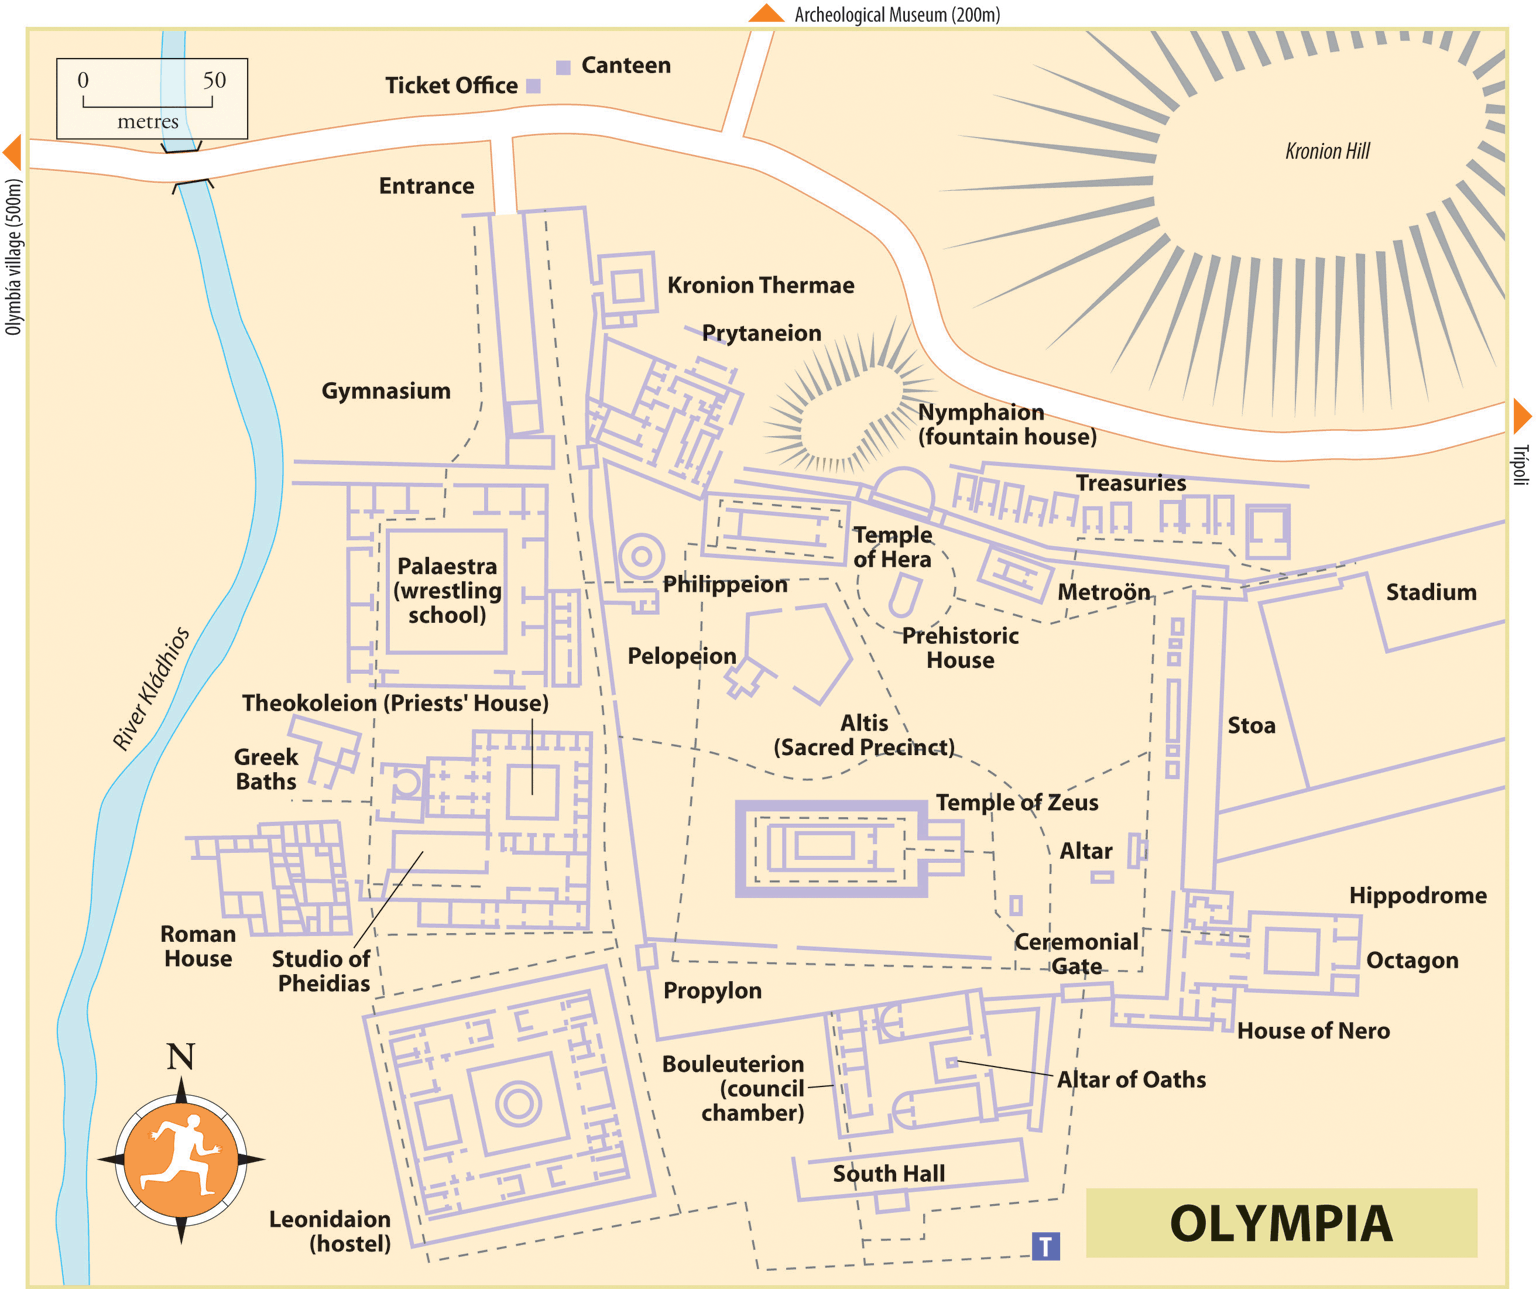 Archeological Museum (200m)
0 50
metres
Canteen
Ticket Office
Kronion Hill
Olymbía village (500m)
Entrance
Kronion Thermae
Prytaneion
Gymnasium
Nymphaion
(fountain house)
Trípoli
Treasuries
Temple
of Hera
Palaestra
(wrestling
school)
Philippeion
Metroön
Stadium
Prehistoric
House
Pelopeion
River Kládhios
Theokoleion (Priests' House)
Altis
(Sacred Precinct)
Stoa
Greek
Baths
Temple of Zeus
Altar
Hippodrome
Roman
House
Studio of
Pheidias
Ceremonial
Gate
Octagon
Propylon
House of Nero
N
Bouleuterion
(council
chamber)
Altar of Oaths
South Hall
Leonidaion
(hostel)
T
OLYMPIA